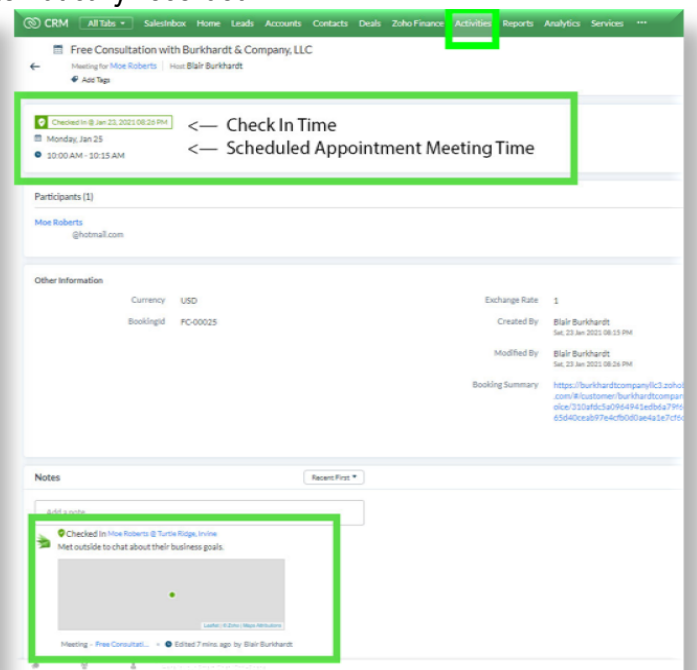 CRM All Tabs SalesInbox Home Leads Accounts Contacts Deals Zoho Finance Activities Reports Analytics Services ...
Free Consultation with Burkhardt & Company, LLC
Meeting for Moe Roberts | Host Blair Burkhardt
Add Tags
Checked In @ Jan 23, 2021 08:26 PM
<— Check In Time
Monday, Jan 25
<— Scheduled Appointment Meeting Time
10:00 AM - 10:15 AM
Participants (1)
Moe Roberts
@hotmail.com
Other Information
Currency USD
Exchange Rate 1
BookingId FC-00025
Created By Blair Burkhardt
Sat, 23 Jan 2021 08:15 PM
Modified By Blair Burkhardt
Sat, 23 Jan 2021 08:26 PM
Booking Summary https://burkhardtcompanyllc3.zohob
.com/#/customer/burkhardtcompan
Notes
Recent First
Add a note
Checked In Moe Roberts @ Turtle Ridge, Irvine
Met outside to chat about their business goals.
Leaflet | © Zoho | Maps Attributions
Meeting - Free Consultati... • Edited 7 mins ago by Blair Burkhardt